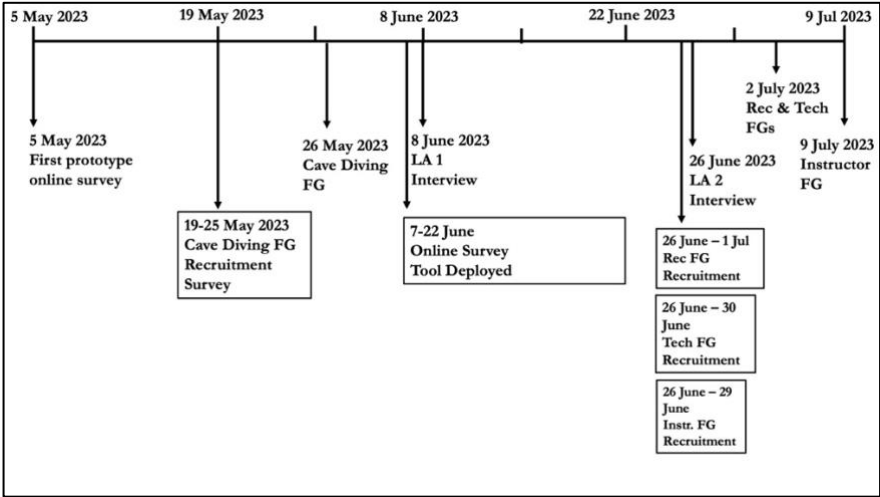 5 May 2023
19 May 2023
8 June 2023
22 June 2023
9 Jul 2023
5 May 2023
First prototype
online survey
19-25 May 2023
Cave Diving FG
Recruitment
Survey
26 May 2023
Cave Diving
FG
8 June 2023
LA 1
Interview
7-22 June
Online Survey
Tool Deployed
26 June 2023
LA 2
Interview
26 June – 1 Jul
Rec FG
Recruitment
26 June – 30
June
Tech FG
Recruitment
26 June – 29
June
Instr. FG
Recruitment
2 July 2023
Rec & Tech
FGs
9 July 2023
Instructor
FG